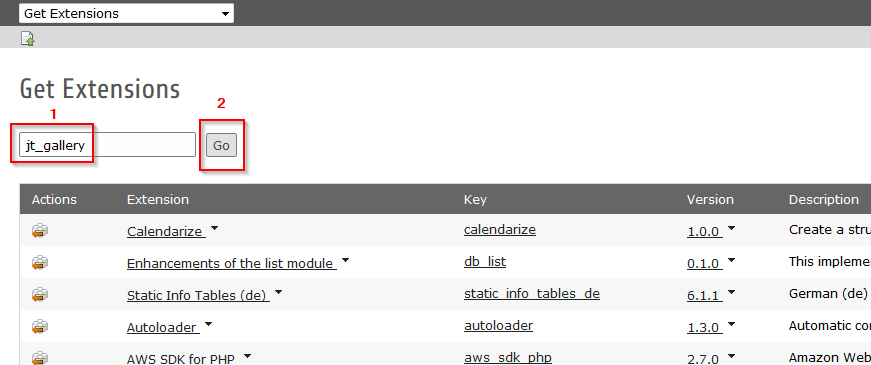 Get Extensions
Get Extensions
1
2
jt_gallery
Go
Actions Extension Key Version Description
Calendarize calendarize 1.0.0 Create a stru
Enhancements of the list module db_list 0.1.0 This impleme
Static Info Tables (de) static_info_tables_de 6.1.1 German (de)
Autoloader autoloader 1.3.0 Automatic con
AWS SDK for PHP aws_sdk_php 2.7.0 Amazon Web